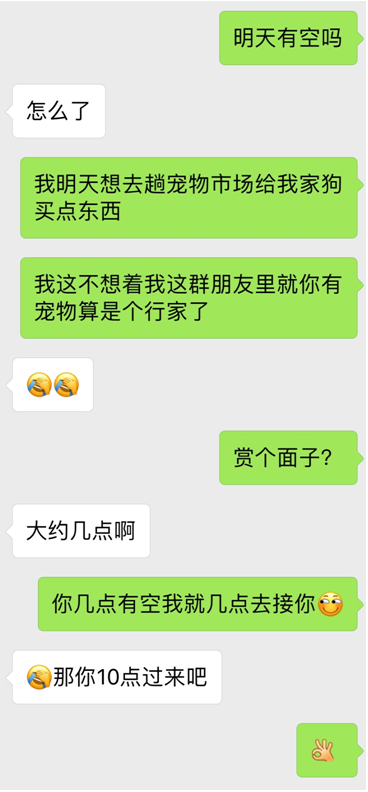 明天有空吗
怎么了
我明天想去趟宠物市场给我家狗
买点东西
我这不想着我这群朋友里就你有
宠物算是个行家了
赏个面子?
大约几点啊
你几点有空我就几点去接你
那你10点过来吧